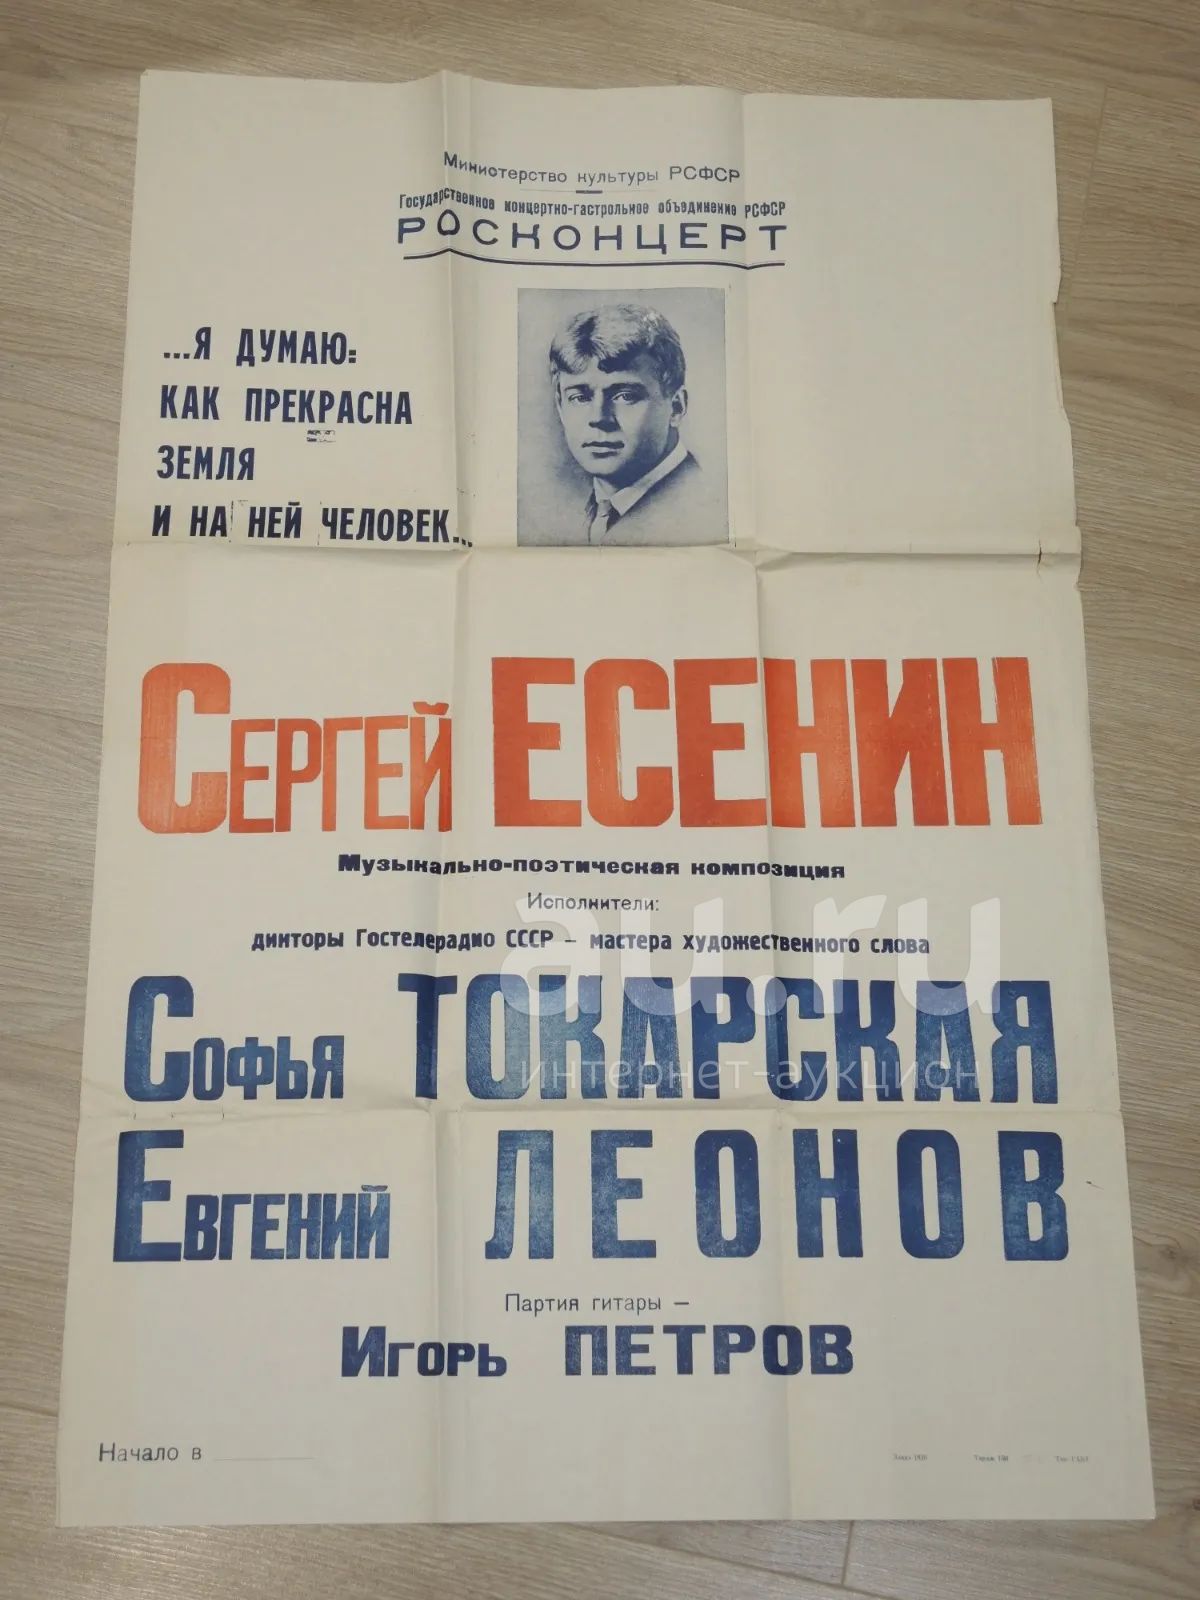 Министерство культуры РСФСР
Государственное концертно-гастрольное объединение РСФСР
РОСКОНЦЕРТ
...Я ДУМАЮ:
КАК ПРЕКРАСНА
ЗЕМЛЯ
И НА НЕЙ ЧЕЛОВЕК...
СЕРГЕЙ ЕСЕНИН
Музыкально-поэтическая композиция
Исполнители:
дикторы Гостелерадио СССР – мастера художественного слова
СОФЬЯ ТОКАРСКАЯ
ЕВГЕНИЙ ЛЕОНОВ
Партия гитары –
ИГОРЬ ПЕТРОВ
Начало в
au.ru
интернет-аукцион